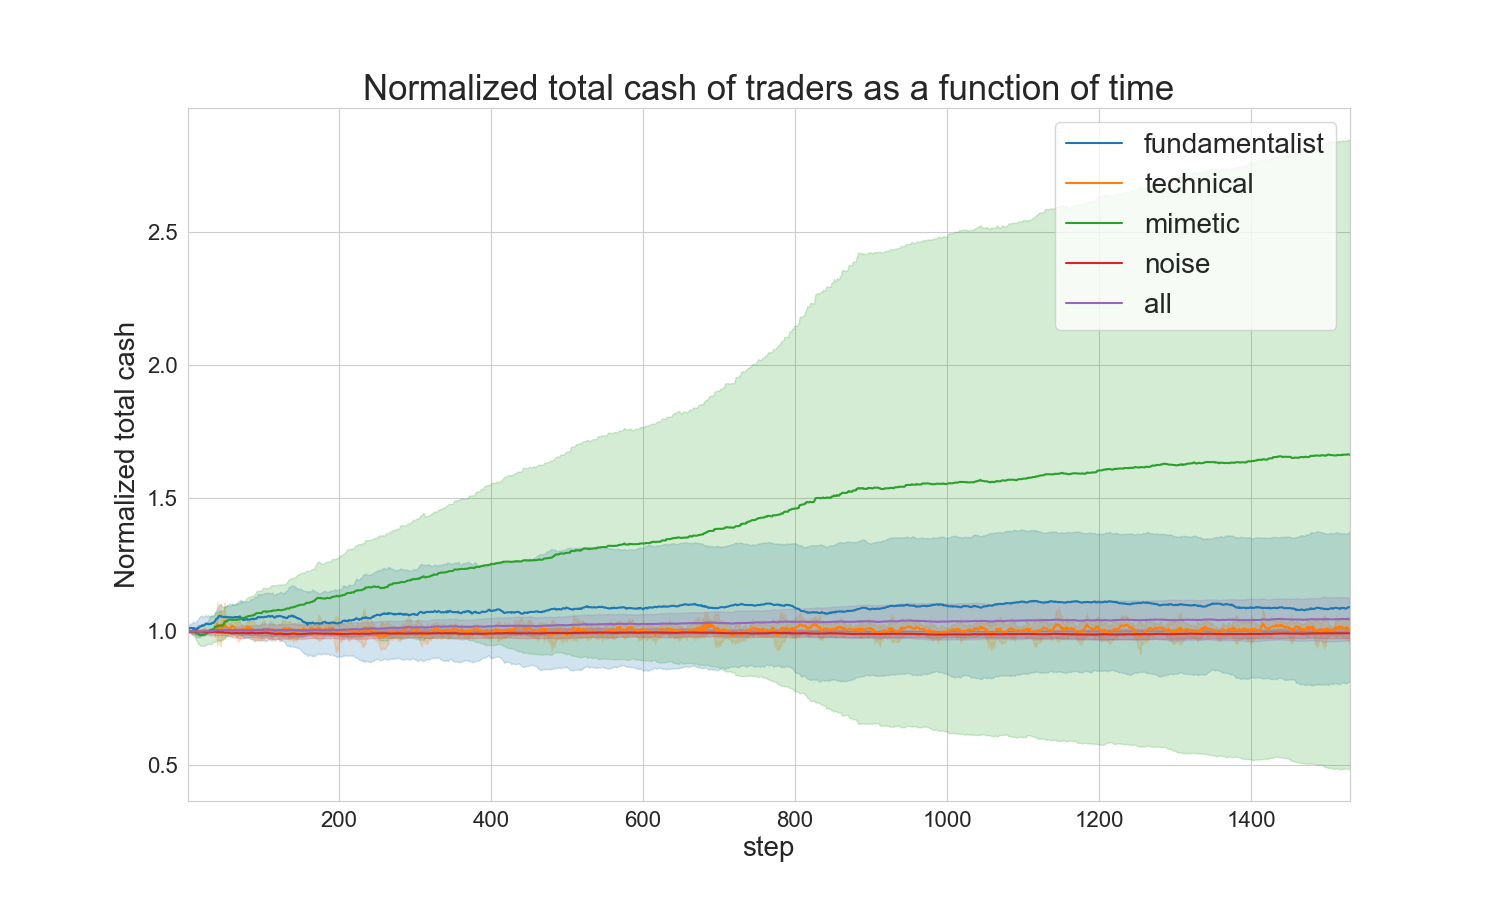 Normalized total cash of traders as a function of time
fundamentalist
technical
mimetic
noise
all
Normalized total cash
2.5
2.0
1.5
1.0
0.5
200 400 600 800 1000 1200 1400
step